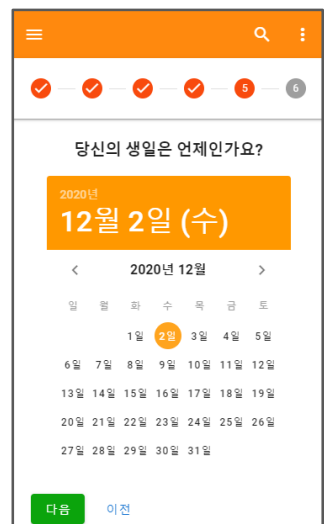 5 6
당신의 생일은 언제인가요?
2020년
12월 2일 (수)
2020년 12월
일 월 화 수 목 금 토
1일 2일 3일 4일 5일
6일 7일 8일 9일 10일 11일 12일
13일 14일 15일 16일 17일 18일 19일
20일 21일 22일 23일 24일 25일 26일
27일 28일 29일 30일 31일
다음 이전